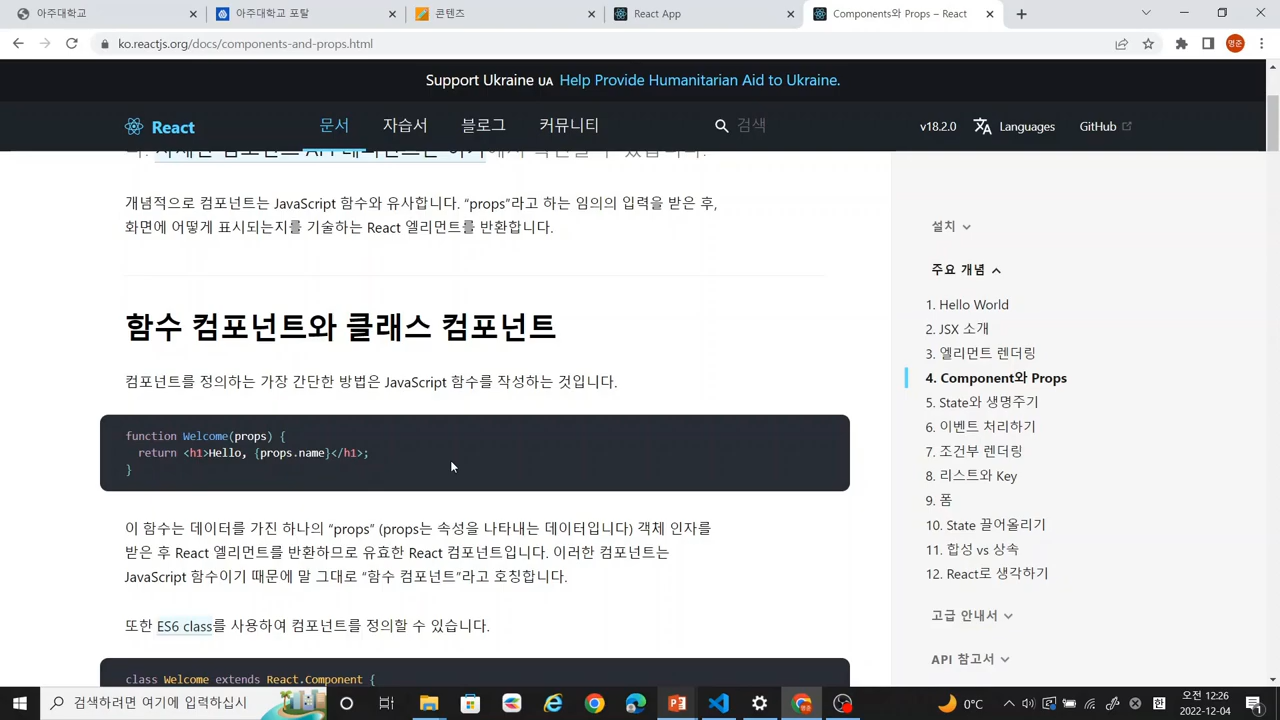 아주대학교
아주대학교 포탈
콘텐츠
React App
Components와 Props – React
ko.reactjs.org/docs/components-and-props.html
명준
Support Ukraine UA Help Provide Humanitarian Aid to Ukraine.
React
문서
자습서
블로그
커뮤니티
검색
v18.2.0
Languages
GitHub
개념적으로 컴포넌트는 JavaScript 함수와 유사합니다. “props”라고 하는 임의의 입력을 받은 후,
화면에 어떻게 표시되는지를 기술하는 React 엘리먼트를 반환합니다.
함수 컴포넌트와 클래스 컴포넌트
컴포넌트를 정의하는 가장 간단한 방법은 JavaScript 함수를 작성하는 것입니다.
function Welcome(props) {
return <h1>Hello, {props.name}</h1>;
}
이 함수는 데이터를 가진 하나의 “props” (props는 속성을 나타내는 데이터입니다) 객체 인자를
받은 후 React 엘리먼트를 반환하므로 유효한 React 컴포넌트입니다. 이러한 컴포넌트는
JavaScript 함수이기 때문에 말 그대로 “함수 컴포넌트”라고 호칭합니다.
또한 ES6 class를 사용하여 컴포넌트를 정의할 수 있습니다.
class Welcome extends React.Component {
설치
주요 개념
1. Hello World
2. JSX 소개
3. 엘리먼트 렌더링
4. Component와 Props
5. State와 생명주기
6. 이벤트 처리하기
7. 조건부 렌더링
8. 리스트와 Key
9. 폼
10. State 끌어올리기
11. 합성 vs 상속
12. React로 생각하기
고급 안내서
API 참고서
검색하려면 여기에 입력하십시
0°C
오전 12:26
2022-12-04
1